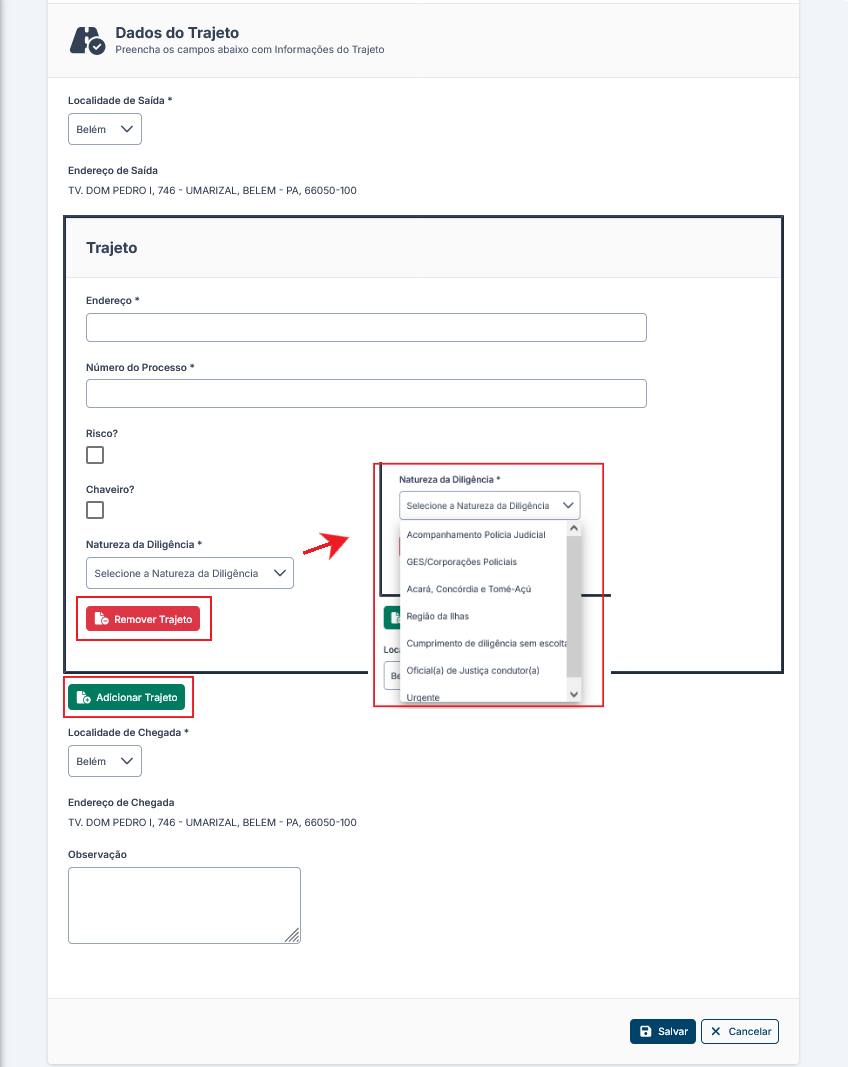 Dados do Trajeto
Preencha os campos abaixo com Informações do Trajeto
Localidade de Saída *
Belém
Endereço de Saída
TV. DOM PEDRO I, 746 - UMARIZAL, BELEM - PA, 66050-100
Trajeto
Endereço *
Número do Processo *
Risco?
Chaveiro?
Natureza da Diligência *
Selecione a Natureza da Diligência
Remover Trajeto
Natureza da Diligência *
Selecione a Natureza da Diligência
Acompanhamento Polícia Judicial
GES/Corporações Policiais
Acará, Concórdia e Tomé-Açú
Região da Ilhas
Cumprimento de diligência sem escolta
Oficial(a) de Justiça condutor(a)
Urgente
Adicionar Trajeto
Localidade de Chegada *
Belém
Endereço de Chegada
TV. DOM PEDRO I, 746 - UMARIZAL, BELEM - PA, 66050-100
Observação
Salvar
Cancelar